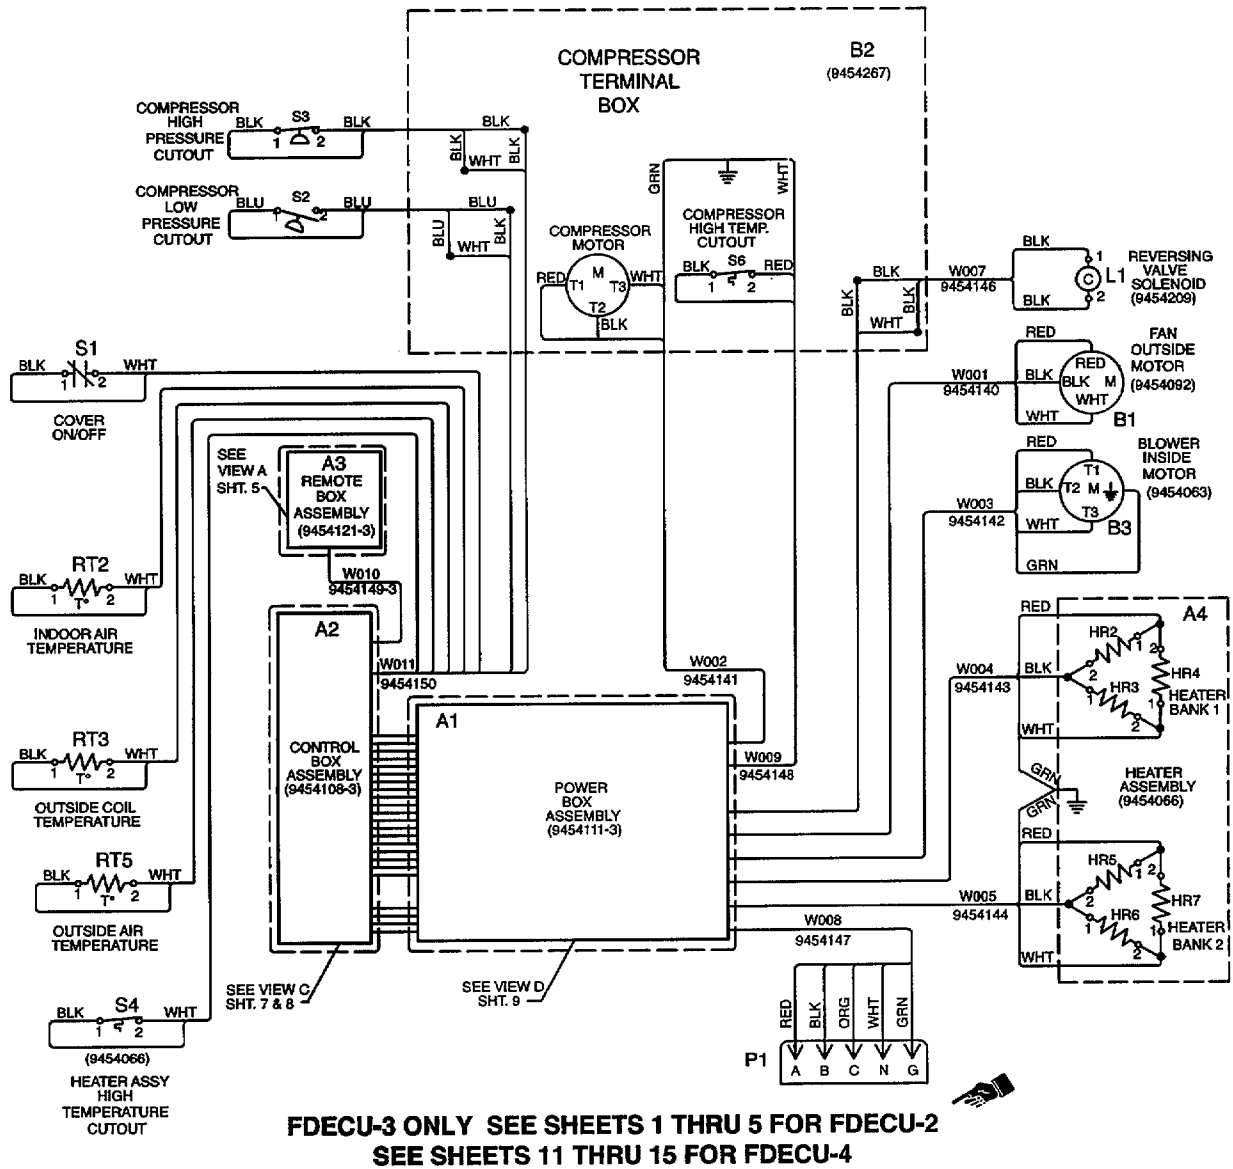 COMPRESSOR
TERMINAL
BOX
B2
(9454267)
COMPRESSOR
HIGH
PRESSURE
CUTOUT
BLK
S3
BLK
1
2
BLK
BLK
BLK
WHT
COMPRESSOR
LOW
PRESSURE
CUTOUT
BLU
S2
BLU
1
2
BLU
BLU
BLK
WHT
GRN
WHT
COMPRESSOR
MOTOR
RED
M
T1
T3
T2
WHT
BLK
COMPRESSOR
HIGH TEMP.
CUTOUT
BLK
S6
RED
1
2
BLK
BLK
BLK
WHT
W007
9454146
BLK
BLK
1
C
2
L1
REVERSING
VALVE
SOLENOID
(9454209)
W001
9454140
RED
BLK
WHT
RED
BLK M
WHT
B1
FAN
OUTSIDE
MOTOR
(9454092)
W003
9454142
RED
BLK
WHT
GRN
T1
T2 M
T3
B3
BLOWER
INSIDE
MOTOR
(9454063)
BLK
S1
WHT
1
2
COVER
ON/OFF
SEE
VIEW A
SHT. 5
A3
REMOTE
BOX
ASSEMBLY
(9454121-3)
W010
9454149-3
BLK
RT2
WHT
1
T°
2
INDOOR AIR
TEMPERATURE
A2
W011
9454150
CONTROL
BOX
ASSEMBLY
(9454108-3)
W002
9454141
A1
POWER
BOX
ASSEMBLY
(9454111-3)
W009
9454148
W004
9454143
RED
BLK
WHT
A4
HR2
1
2
HR3
1
2
2
HR4
1
HEATER
BANK 1
GRN
GRN
HEATER
ASSEMBLY
(9454066)
W005
9454144
RED
BLK
WHT
HR5
1
2
HR6
1
2
2
HR7
1
HEATER
BANK 2
BLK
RT3
WHT
1
T°
2
OUTSIDE COIL
TEMPERATURE
BLK
RT5
WHT
1
T°
2
OUTSIDE AIR
TEMPERATURE
BLK
S4
WHT
1
2
(9454066)
HEATER ASSY
HIGH
TEMPERATURE
CUTOUT
SEE VIEW C
SHT. 7 & 8
SEE VIEW D
SHT. 9
W008
9454147
RED
BLK
ORG
WHT
GRN
P1
A B C N G
FDECU-3 ONLY SEE SHEETS 1 THRU 5 FOR FDECU-2
SEE SHEETS 11 THRU 15 FOR FDECU-4